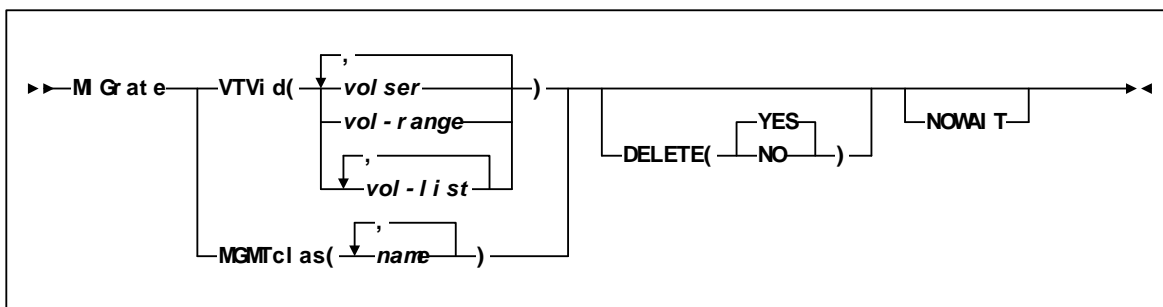 ,
MIGrate VTVid( volser ) YES NOWAIT
vol-range DELETE( NO )
,
vol-list
,
MGMTclas( name )